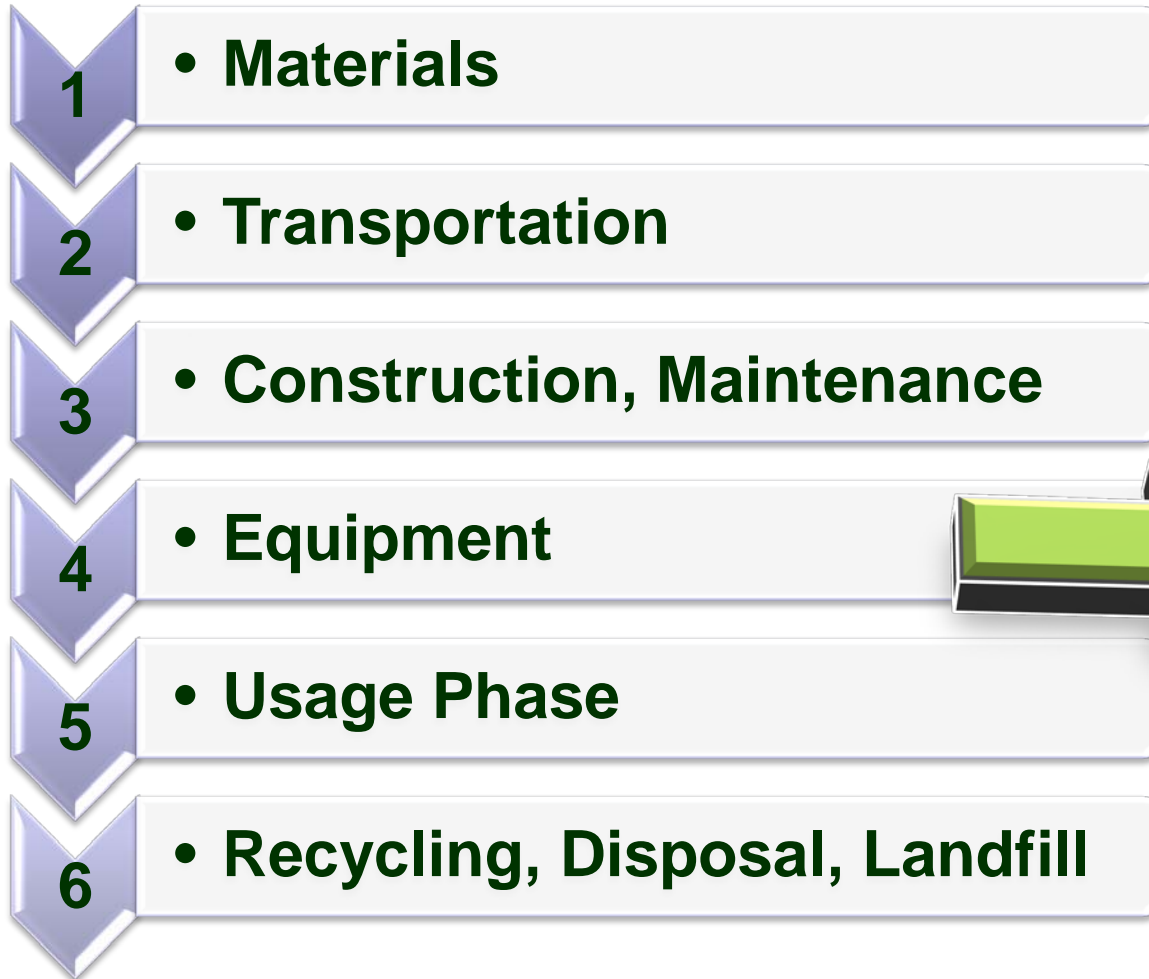 1 • Materials
2 • Transportation
3 • Construction, Maintenance
4 • Equipment
5 • Usage Phase
6 • Recycling, Disposal, Landfill